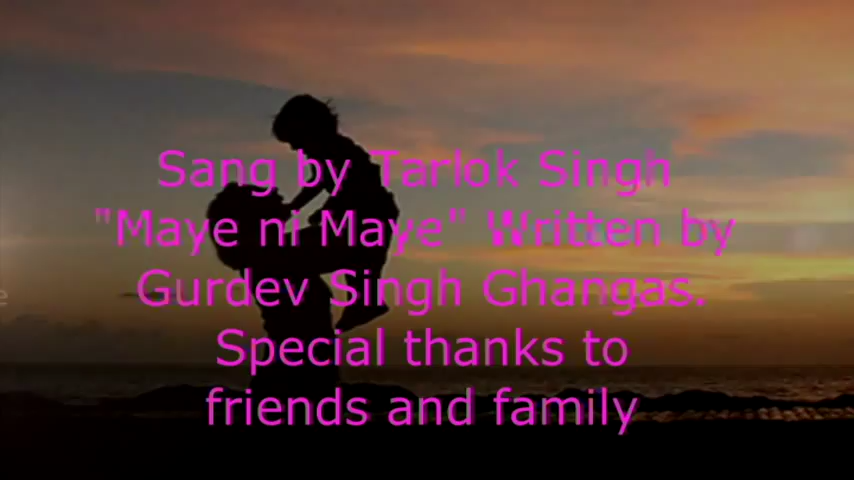 Sang by Tarlok Singh
"Maye ni Maye" Written by
Gurdev Singh Ghangas.
Special thanks to
friends and family